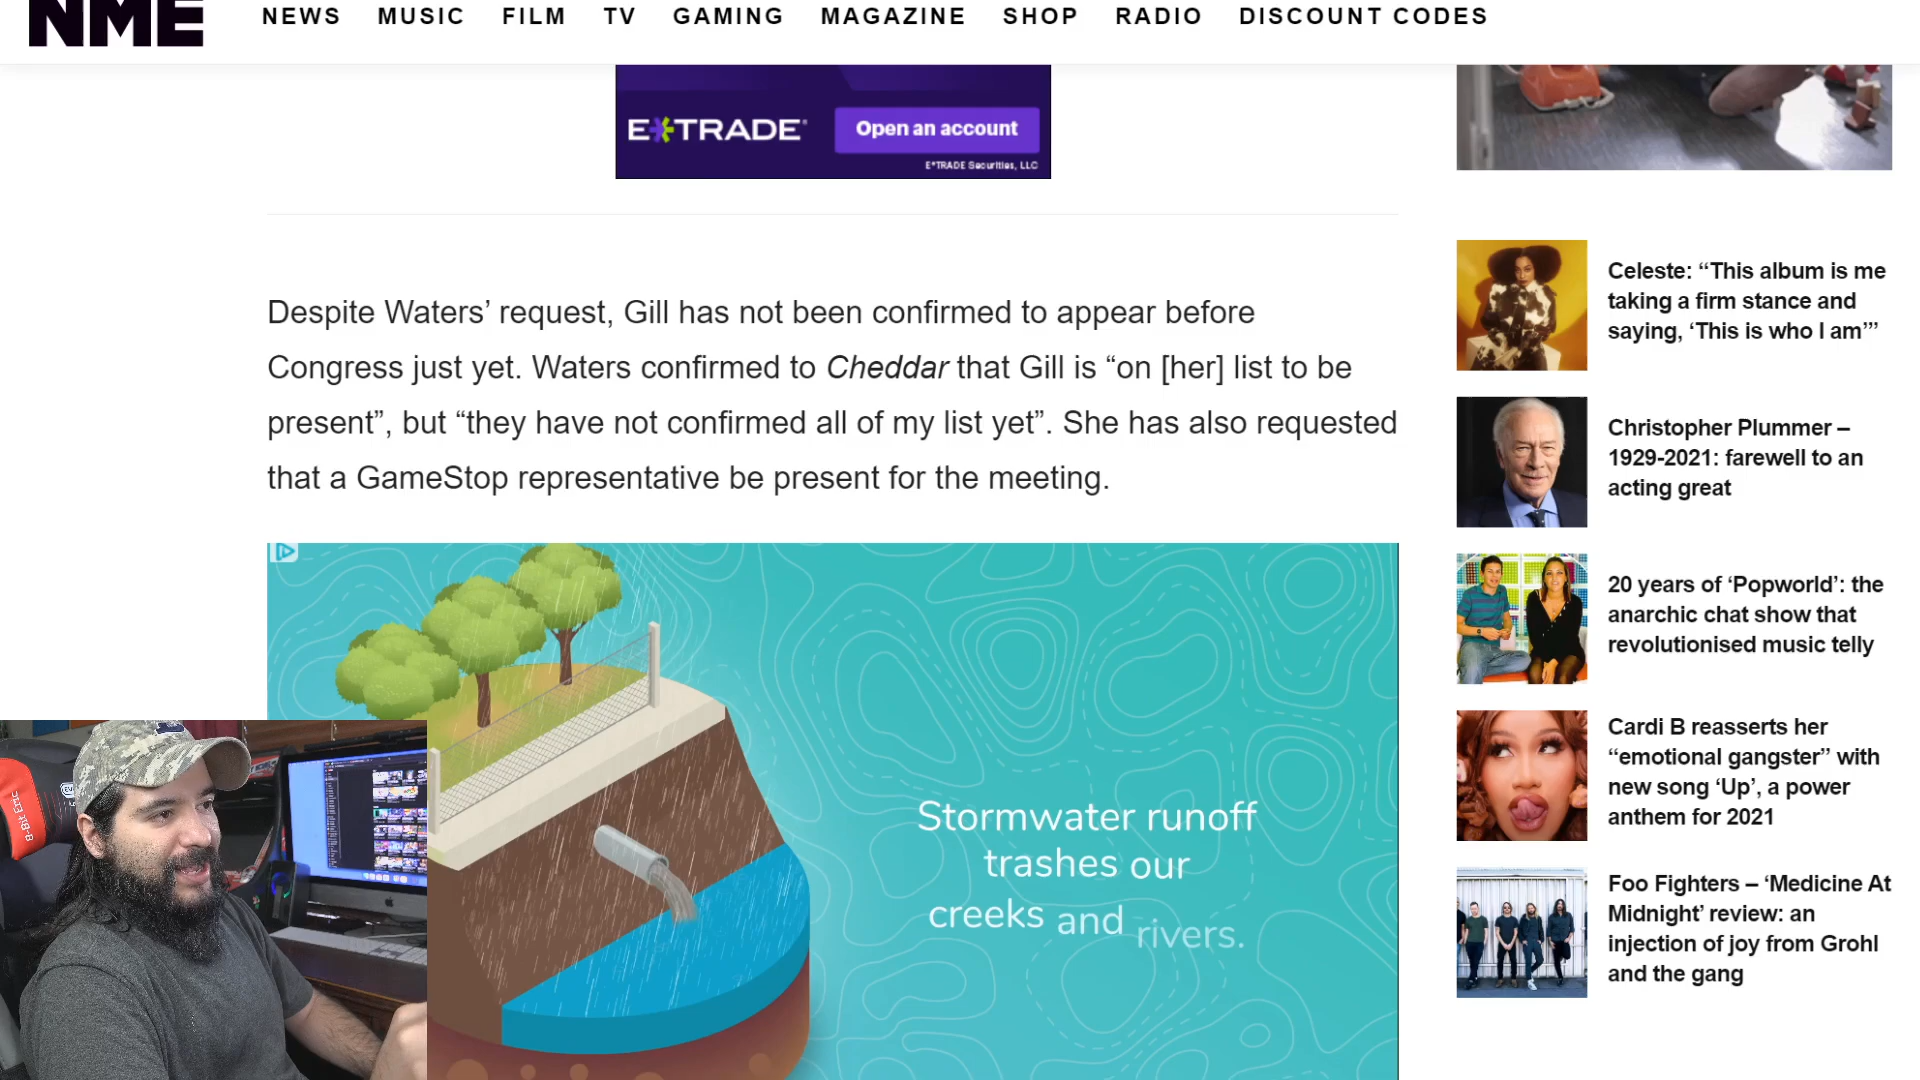 NME
NEWS MUSIC FILM TV GAMING MAGAZINE SHOP RADIO DISCOUNT CODES
E*TRADE
Open an account
E*TRADE Securities, LLC
Despite Waters’ request, Gill has not been confirmed to appear before
Congress just yet. Waters confirmed to Cheddar that Gill is “on [her] list to be
present”, but “they have not confirmed all of my list yet”. She has also requested
that a GameStop representative be present for the meeting.
Stormwater runoff
trashes our
creeks and rivers.
Celeste: “This album is me
taking a firm stance and
saying, ‘This is who I am’”
Christopher Plummer –
1929-2021: farewell to an
acting great
20 years of ‘Popworld’: the
anarchic chat show that
revolutionised music telly
Cardi B reasserts her
“emotional gangster” with
new song ‘Up’, a power
anthem for 2021
Foo Fighters – ‘Medicine At
Midnight’ review: an
injection of joy from Grohl
and the gang
8-Bit Eric